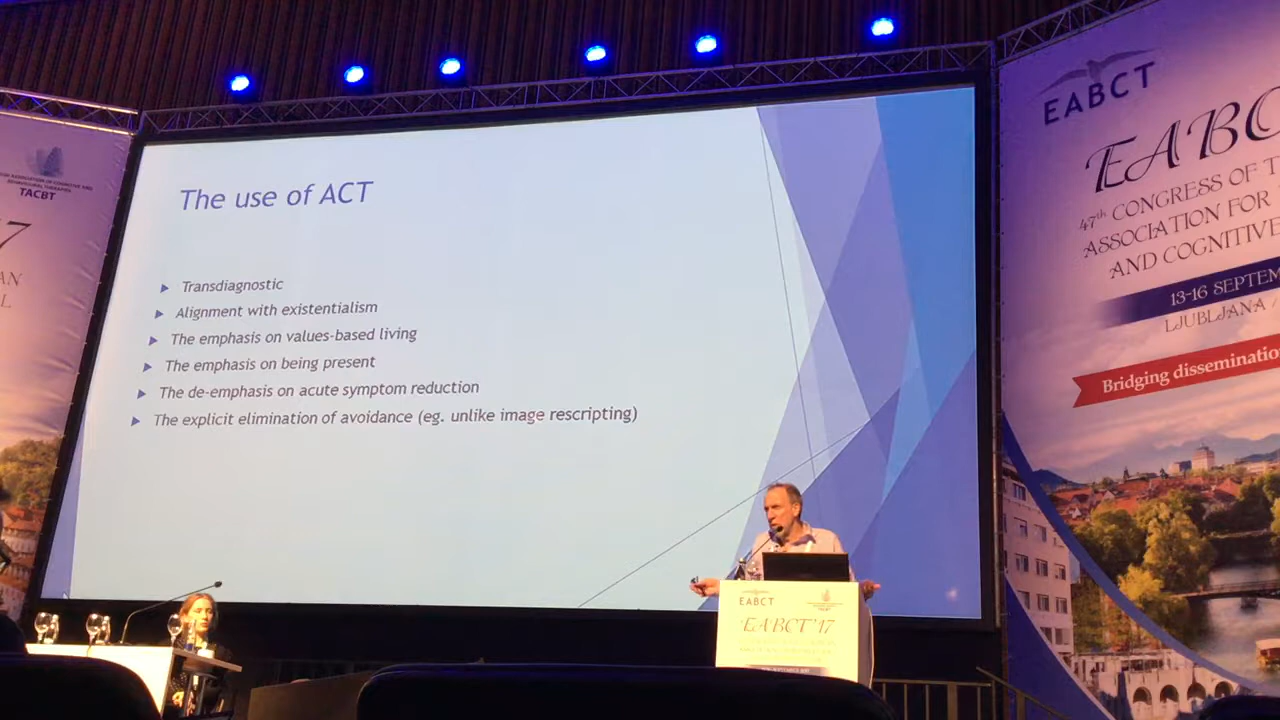 The use of ACT
Transdiagnostic
Alignment with existentialism
The emphasis on values-based living
The emphasis on being present
The de-emphasis on acute symptom reduction
The explicit elimination of avoidance (eg. unlike image rescripting)
TACBT
7
EABCT
EABC
47th CONGRESS OF T
ASSOCIATION FOR
AND COGNITIVE
13-16 SEPTEM
LJUBLJANA /
Bridging disseminatio
EABCT
EABCT'17